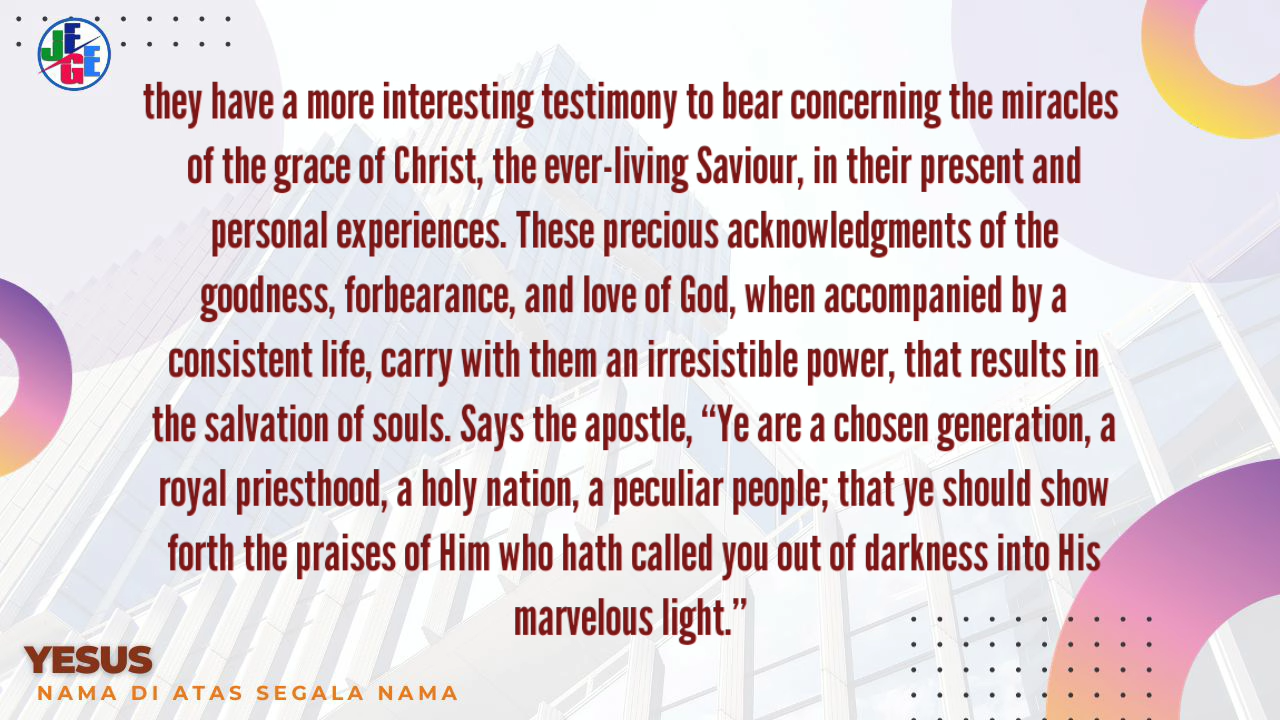 JEGE
they have a more interesting testimony to bear concerning the miracles
of the grace of Christ, the ever-living Saviour, in their present and
personal experiences. These precious acknowledgments of the
goodness, forbearance, and love of God, when accompanied by a
consistent life, carry with them an irresistible power, that results in
the salvation of souls. Says the apostle, “Ye are a chosen generation, a
royal priesthood, a holy nation, a peculiar people; that ye should show
forth the praises of Him who hath called you out of darkness into His
marvelous light.”
YESUS
NAMA DI ATAS SEGALA NAMA